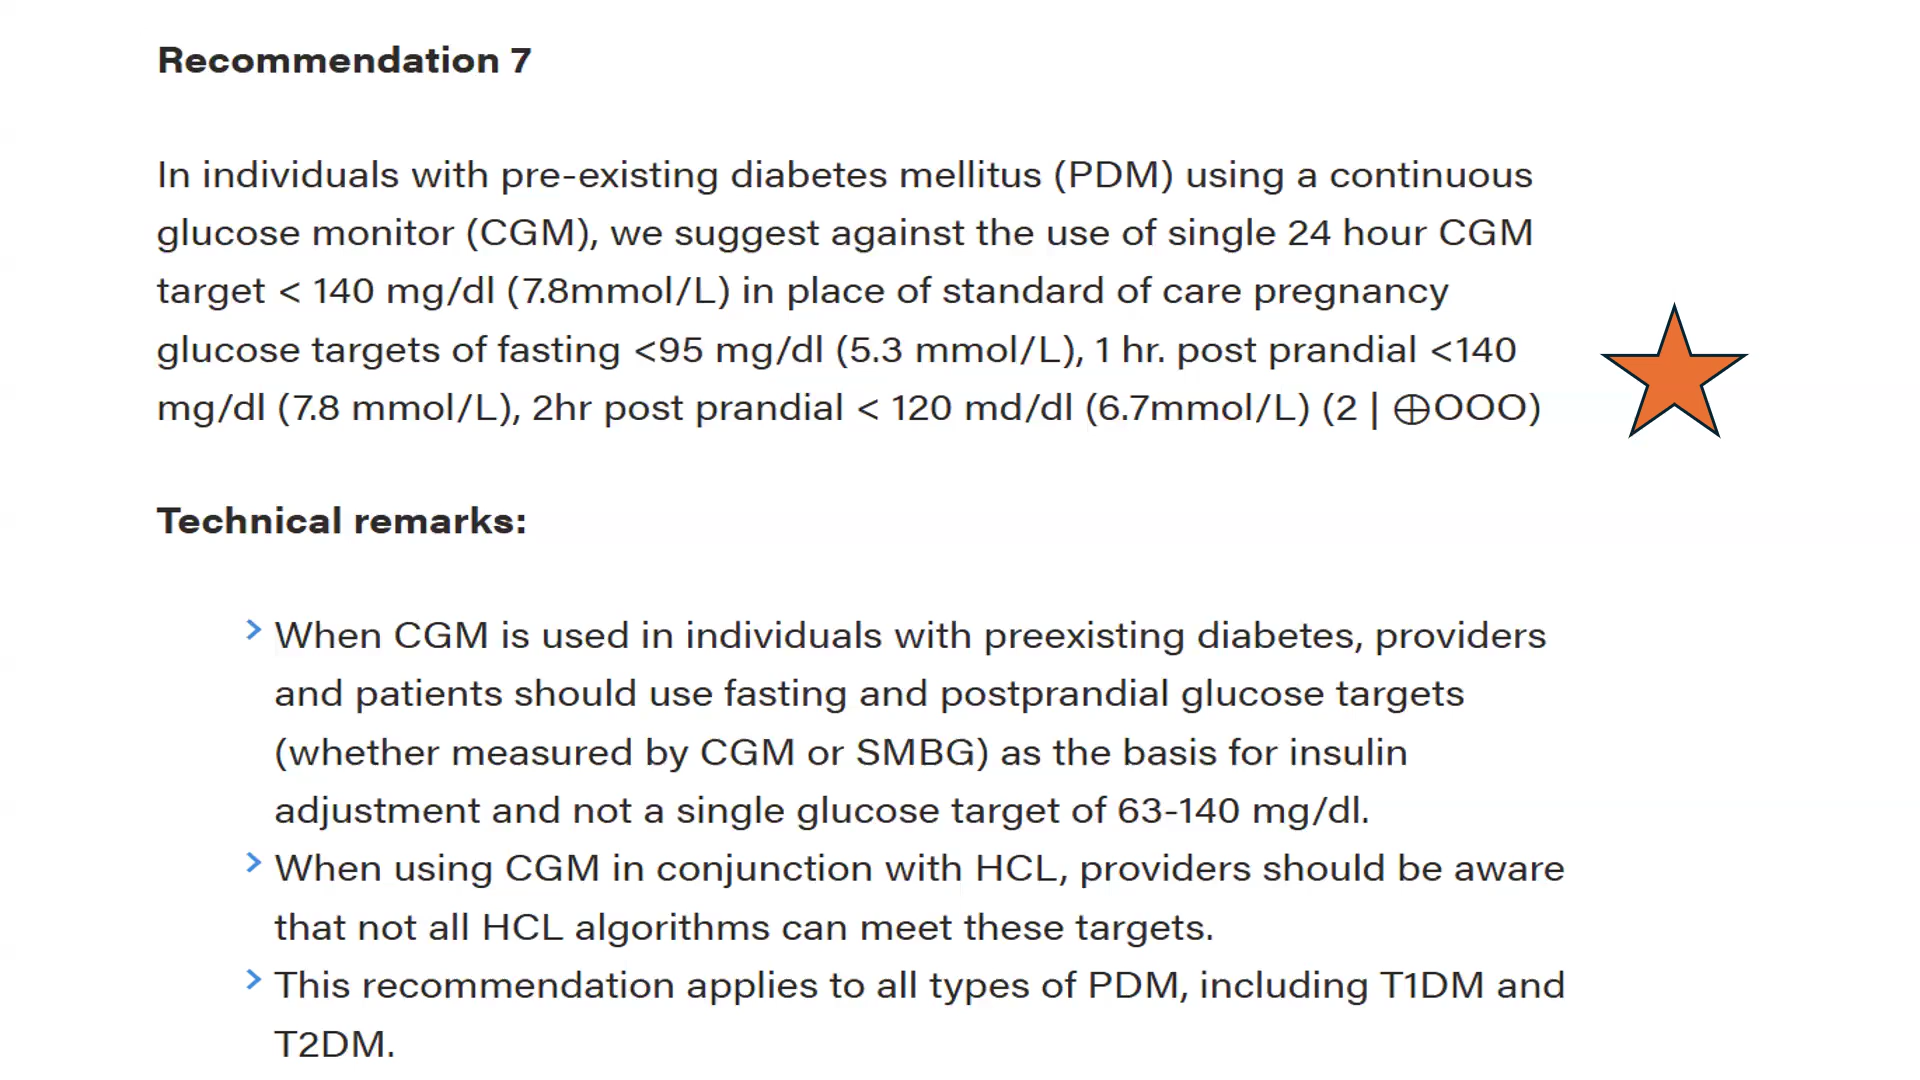 Recommendation 7
In individuals with pre-existing diabetes mellitus (PDM) using a continuous
glucose monitor (CGM), we suggest against the use of single 24 hour CGM
target < 140 mg/dl (7.8mmol/L) in place of standard of care pregnancy
glucose targets of fasting <95 mg/dl (5.3 mmol/L), 1 hr. post prandial <140
mg/dl (7.8 mmol/L), 2hr post prandial < 120 md/dl (6.7mmol/L) (2 | ⨁OOO)
Technical remarks:
When CGM is used in individuals with preexisting diabetes, providers
and patients should use fasting and postprandial glucose targets
(whether measured by CGM or SMBG) as the basis for insulin
adjustment and not a single glucose target of 63-140 mg/dl.
When using CGM in conjunction with HCL, providers should be aware
that not all HCL algorithms can meet these targets.
This recommendation applies to all types of PDM, including T1DM and
T2DM.